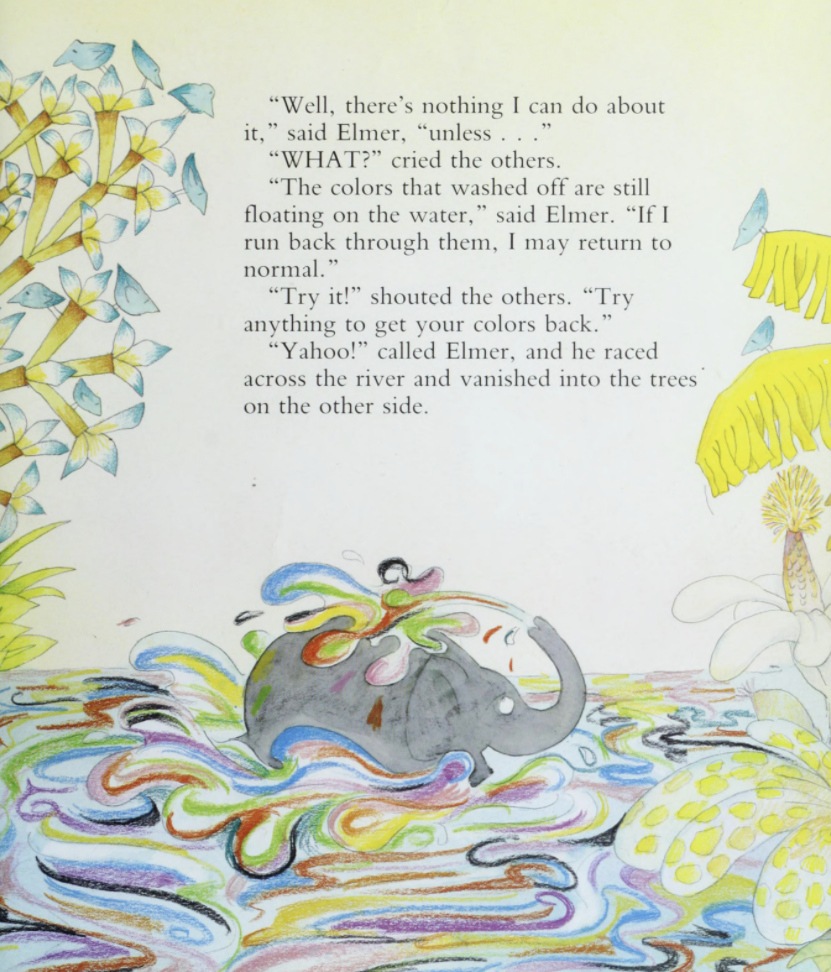 “Well, there’s nothing I can do about
it,” said Elmer, “unless . . .”
“WHAT?” cried the others.
“The colors that washed off are still
floating on the water,” said Elmer. “If I
run back through them, I may return to
normal.”
“Try it!” shouted the others. “Try
anything to get your colors back.”
“Yahoo!” called Elmer, and he raced
across the river and vanished into the trees
on the other side.